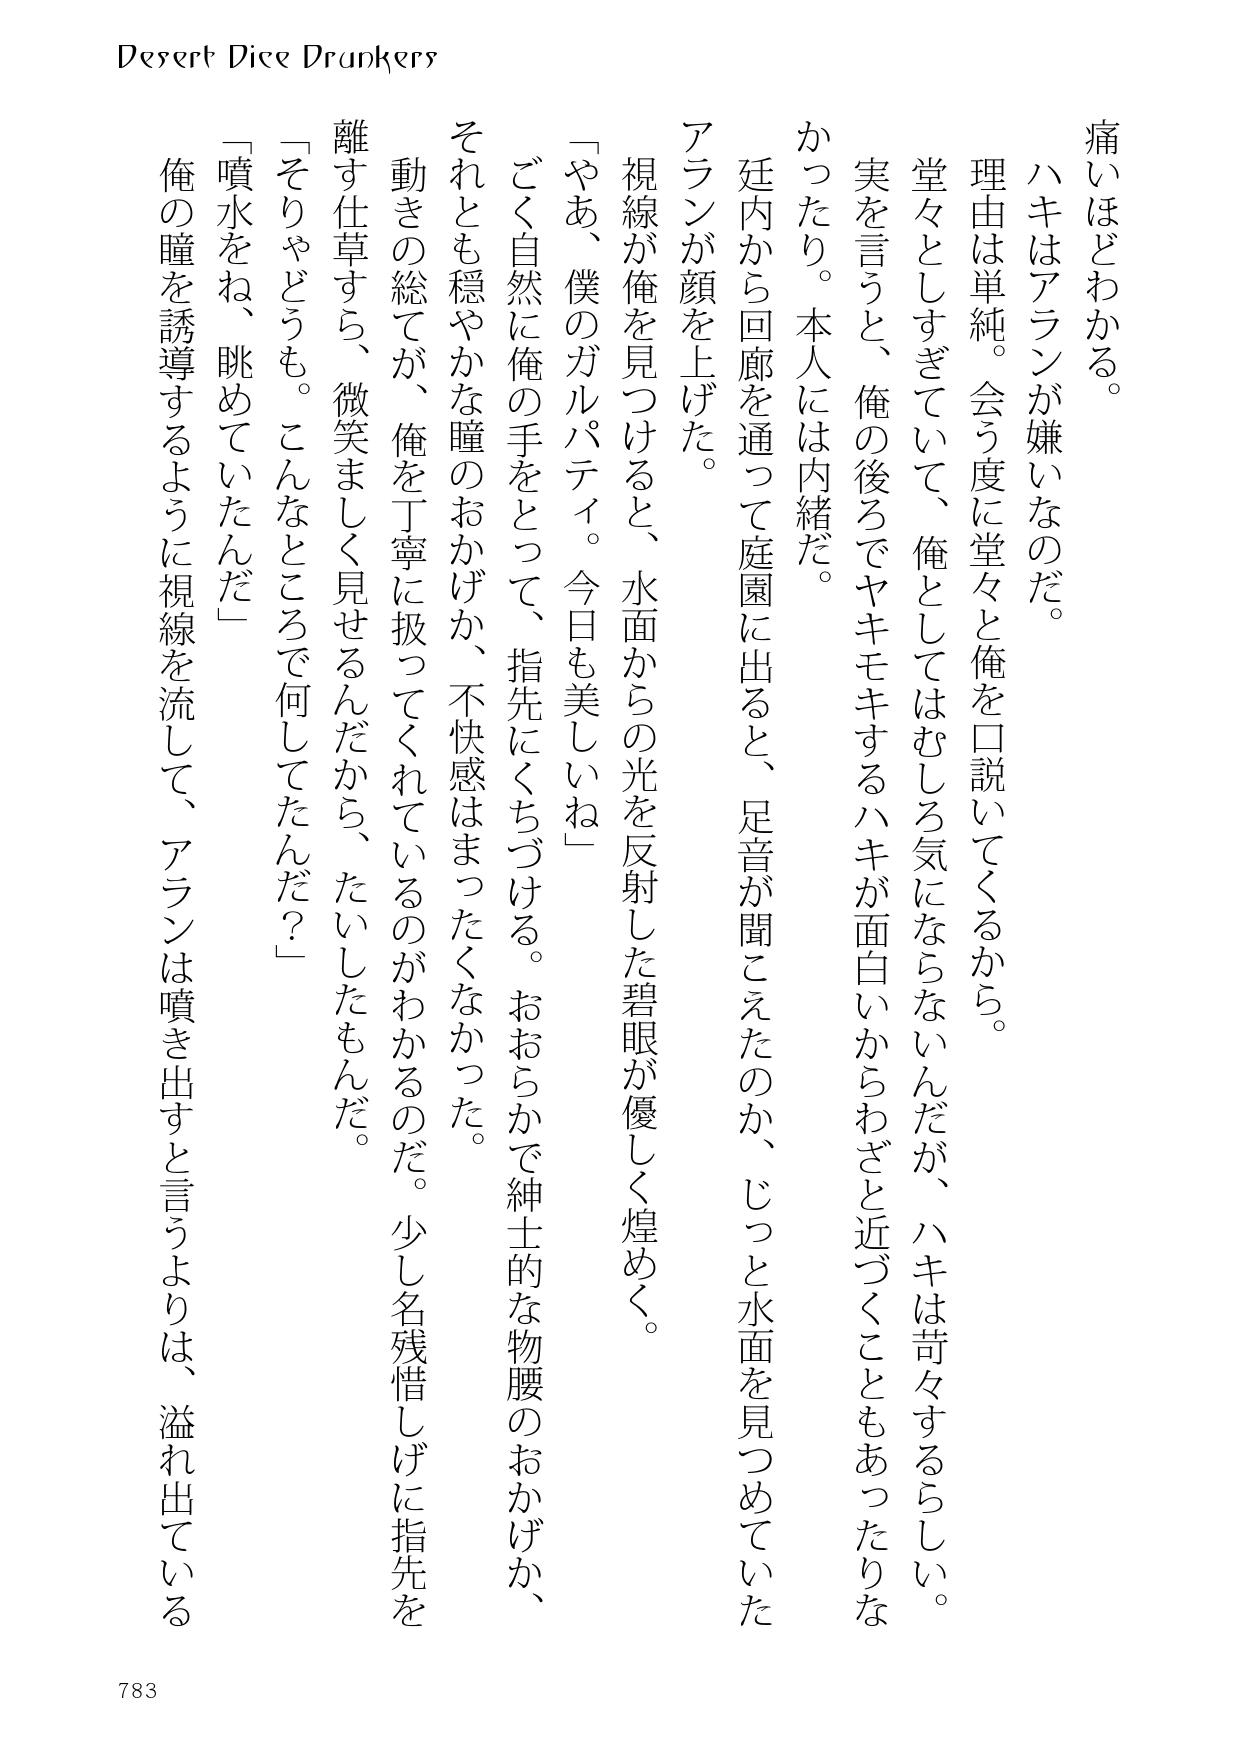 Desert Dice Drunkers
痛いほどわかる。
　ハキはアランが嫌いなのだ。
　理由は単純。会う度に堂々と俺を口説いてくるから。
　堂々としすぎていて、俺としてはむしろ気にならないんだが、ハキは苛々するらしい。
　実を言うと、俺の後ろでヤキモキするハキが面白いからわざと近づくこともあったりな
かったり。本人には内緒だ。
　廷内から回廊を通って庭園に出ると、足音が聞こえたのか、じっと水面を見つめていた
アランが顔を上げた。
　視線が俺を見つけると、水面からの光を反射した碧眼が優しく煌めく。
「やあ、僕のガルパティ。今日も美しいね」
　ごく自然に俺の手をとって、指先にくちづける。おおらかで紳士的な物腰のおかげか、
それとも穏やかな瞳のおかげか、不快感はまったくなかった。
　動きの総てが、俺を丁寧に扱ってくれているのがわかるのだ。少し名残惜しげに指先を
離す仕草すら、微笑ましく見せるんだから、たいしたもんだ。
「そりゃどうも。こんなところで何してたんだ？」
「噴水をね、眺めていたんだ」
　俺の瞳を誘導するように視線を流して、アランは噴き出すと言うよりは、溢れ出ている
783